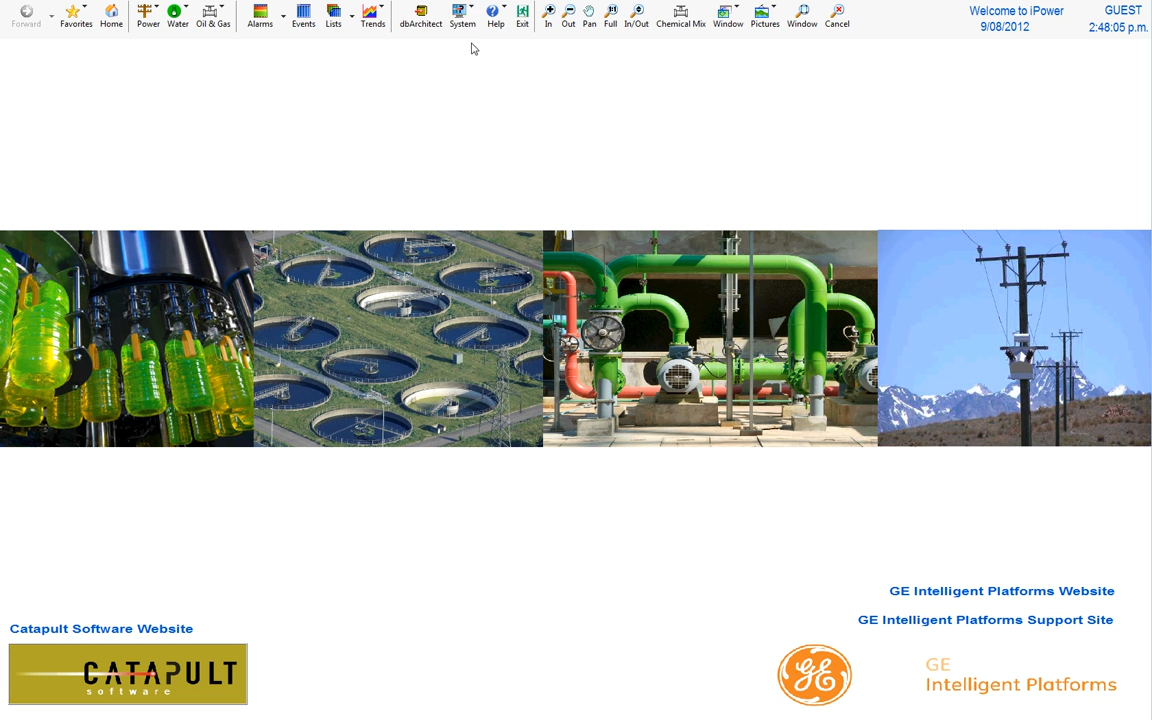 Forward Favorites Home Power Water Oil & Gas Alarms Events Lists Trends dbArchitect System Help Exit In Out Pan Full In/Out Chemical Mix Window Pictures Window Cancel
Welcome to iPower GUEST
9/08/2012 2:48:05 p.m.
GE Intelligent Platforms Website
GE Intelligent Platforms Support Site
Catapult Software Website
CATAPULT
software
GE
GE
Intelligent Platforms